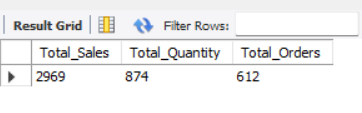 Result Grid Filter Rows:
Total_Sales Total_Quantity Total_Orders
2969 874 612